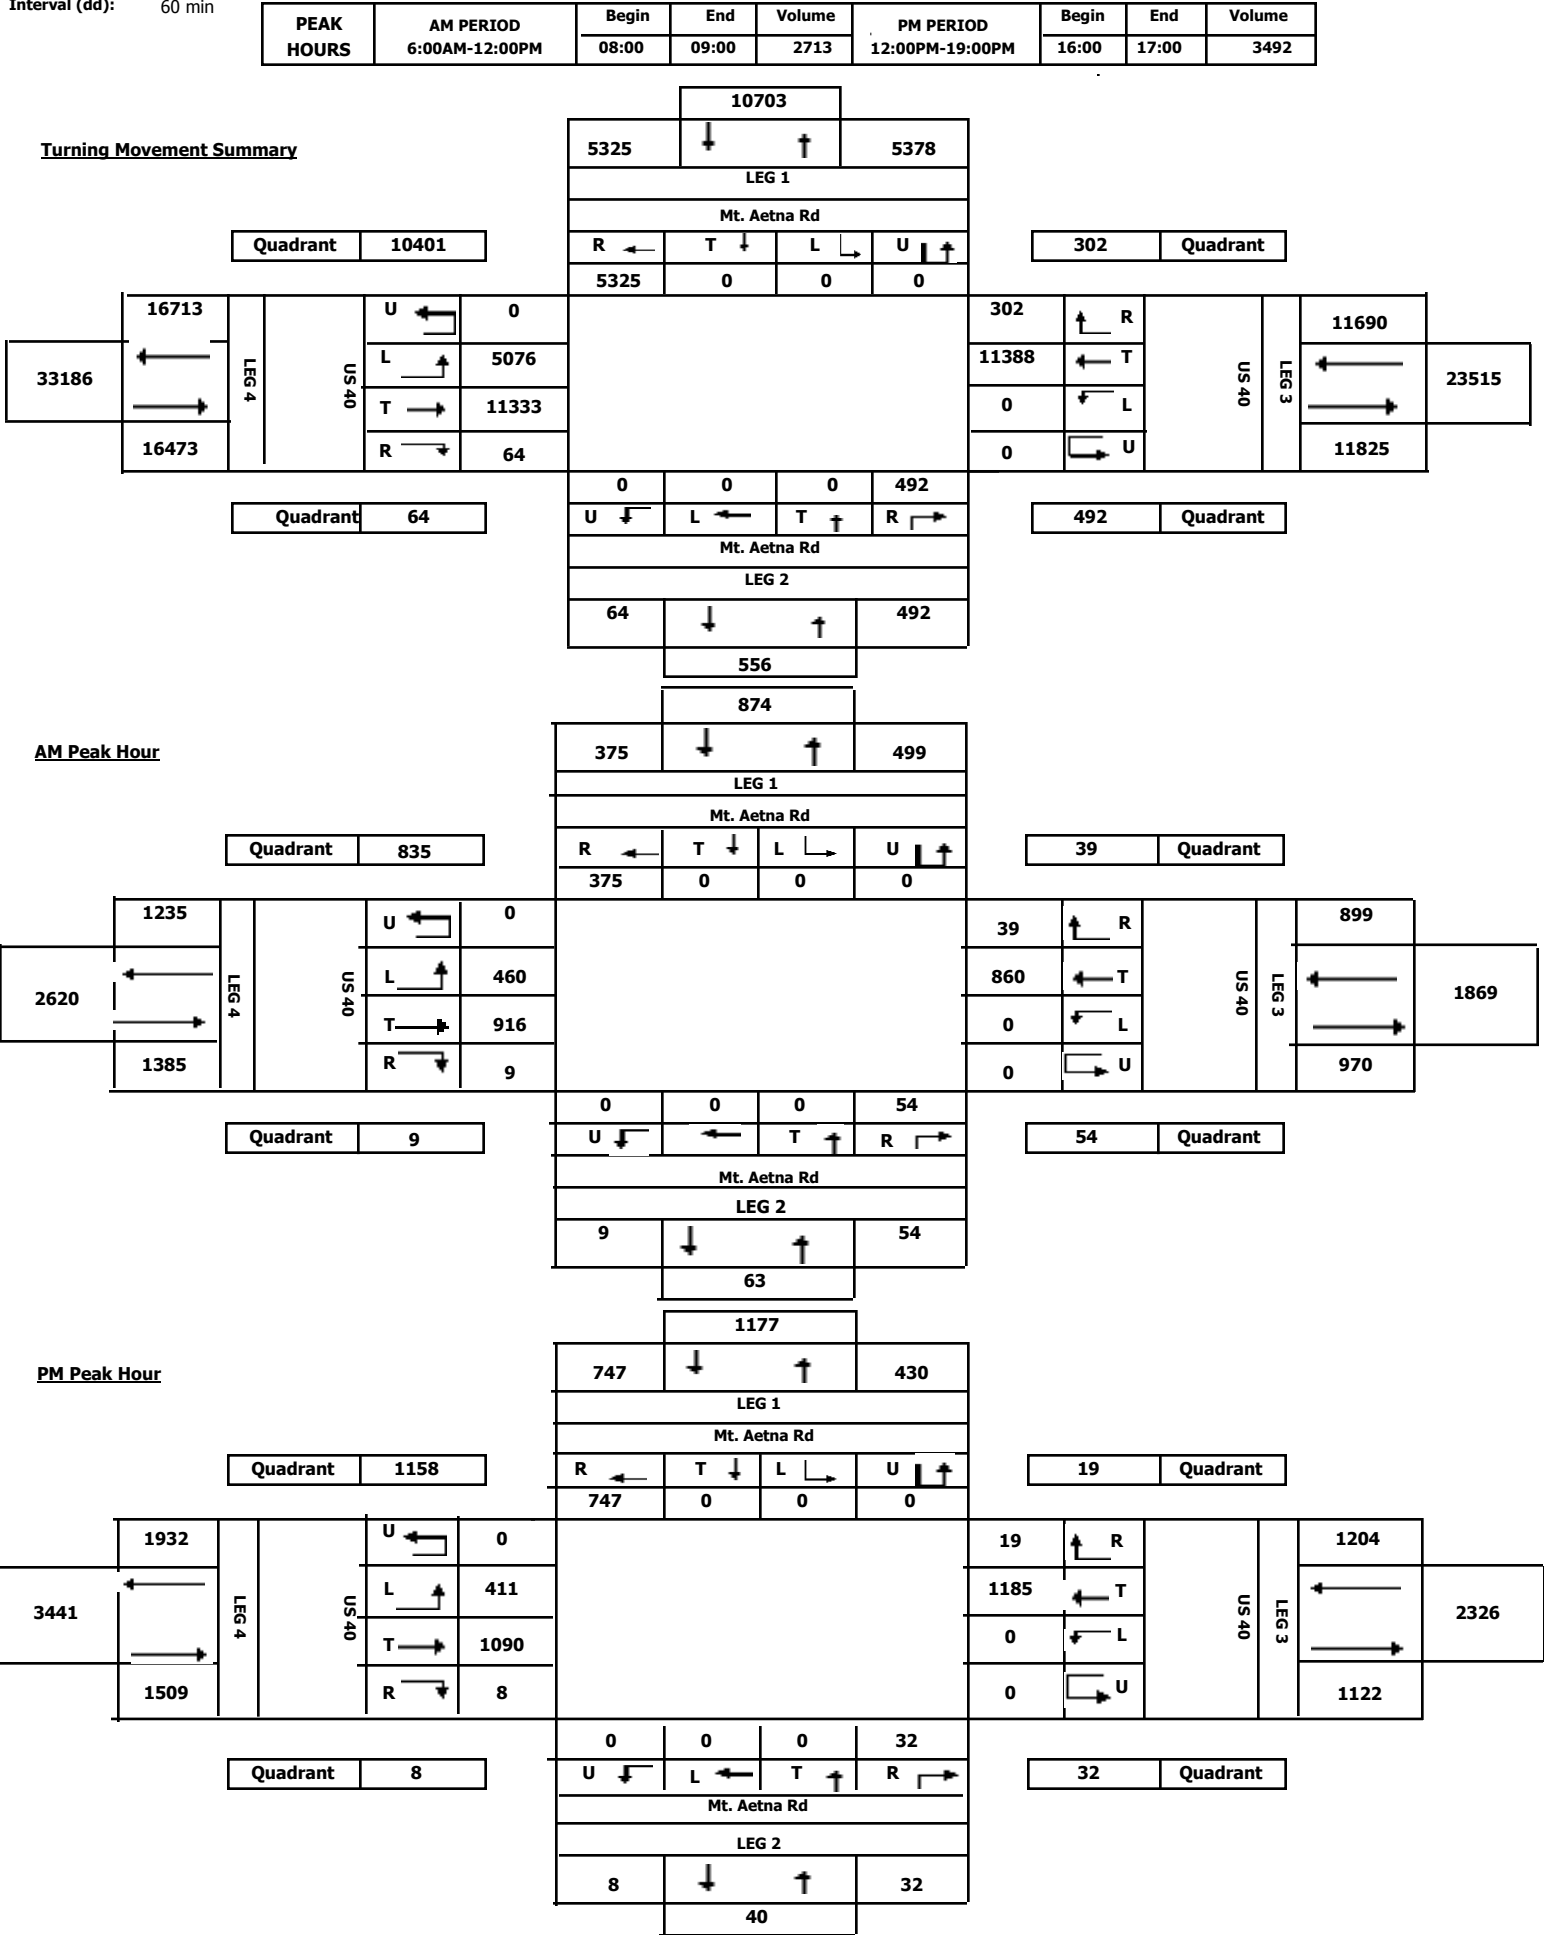 Interval (dd): 60 min
PEAK HOURS AM PERIOD 6:00AM-12:00PM Begin End Volume PM PERIOD 12:00PM-19:00PM Begin End Volume
08:00 09:00 2713 16:00 17:00 3492
10703
Turning Movement Summary
5325 5378
LEG 1
Mt. Aetna Rd
Quadrant 10401
R T L U
302 Quadrant
5325 0 0 0
16713 U 0 302 R 11690
33186 LEG 4 US 40 L 5076 11388 T US 40 LEG 3 23515
T 11333 0 L
16473 R 64 0 U 11825
0 0 0 492
Quadrant 64
U L T R
492 Quadrant
Mt. Aetna Rd
LEG 2
64 492
556
874
AM Peak Hour
375 499
LEG 1
Mt. Aetna Rd
Quadrant 835
R T L U
39 Quadrant
375 0 0 0
1235 U 0 39 R 899
2620 LEG 4 US 40 L 460 860 T US 40 LEG 3 1869
T 916 0 L
1385 R 9 0 U 970
0 0 0 54
Quadrant 9
U T R
54 Quadrant
Mt. Aetna Rd
LEG 2
9 54
63
1177
PM Peak Hour
747 430
LEG 1
Mt. Aetna Rd
Quadrant 1158
R T L U
19 Quadrant
747 0 0 0
1932 U 0 19 R 1204
3441 LEG 4 US 40 L 411 1185 T US 40 LEG 3 2326
T 1090 0 L
1509 R 8 0 U 1122
0 0 0 32
Quadrant 8
U L T R
32 Quadrant
Mt. Aetna Rd
LEG 2
8 32
40